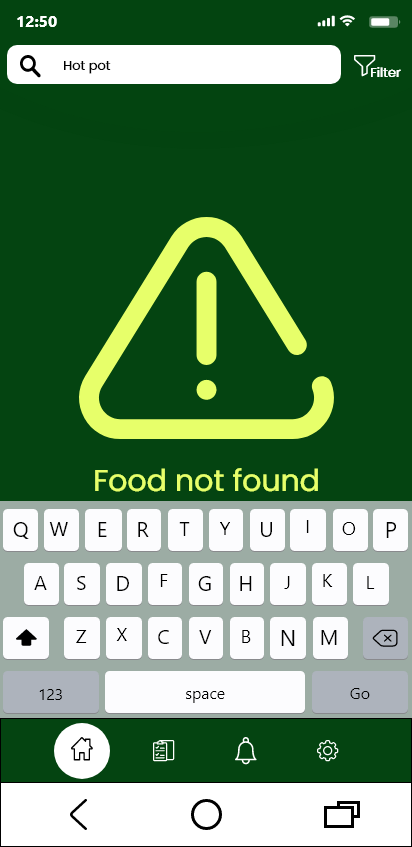 12:50
Hot pot
Filter
Food not found
Q W E R T Y U I O P
A S D F G H J K L
Z X C V B N M
123 space Go